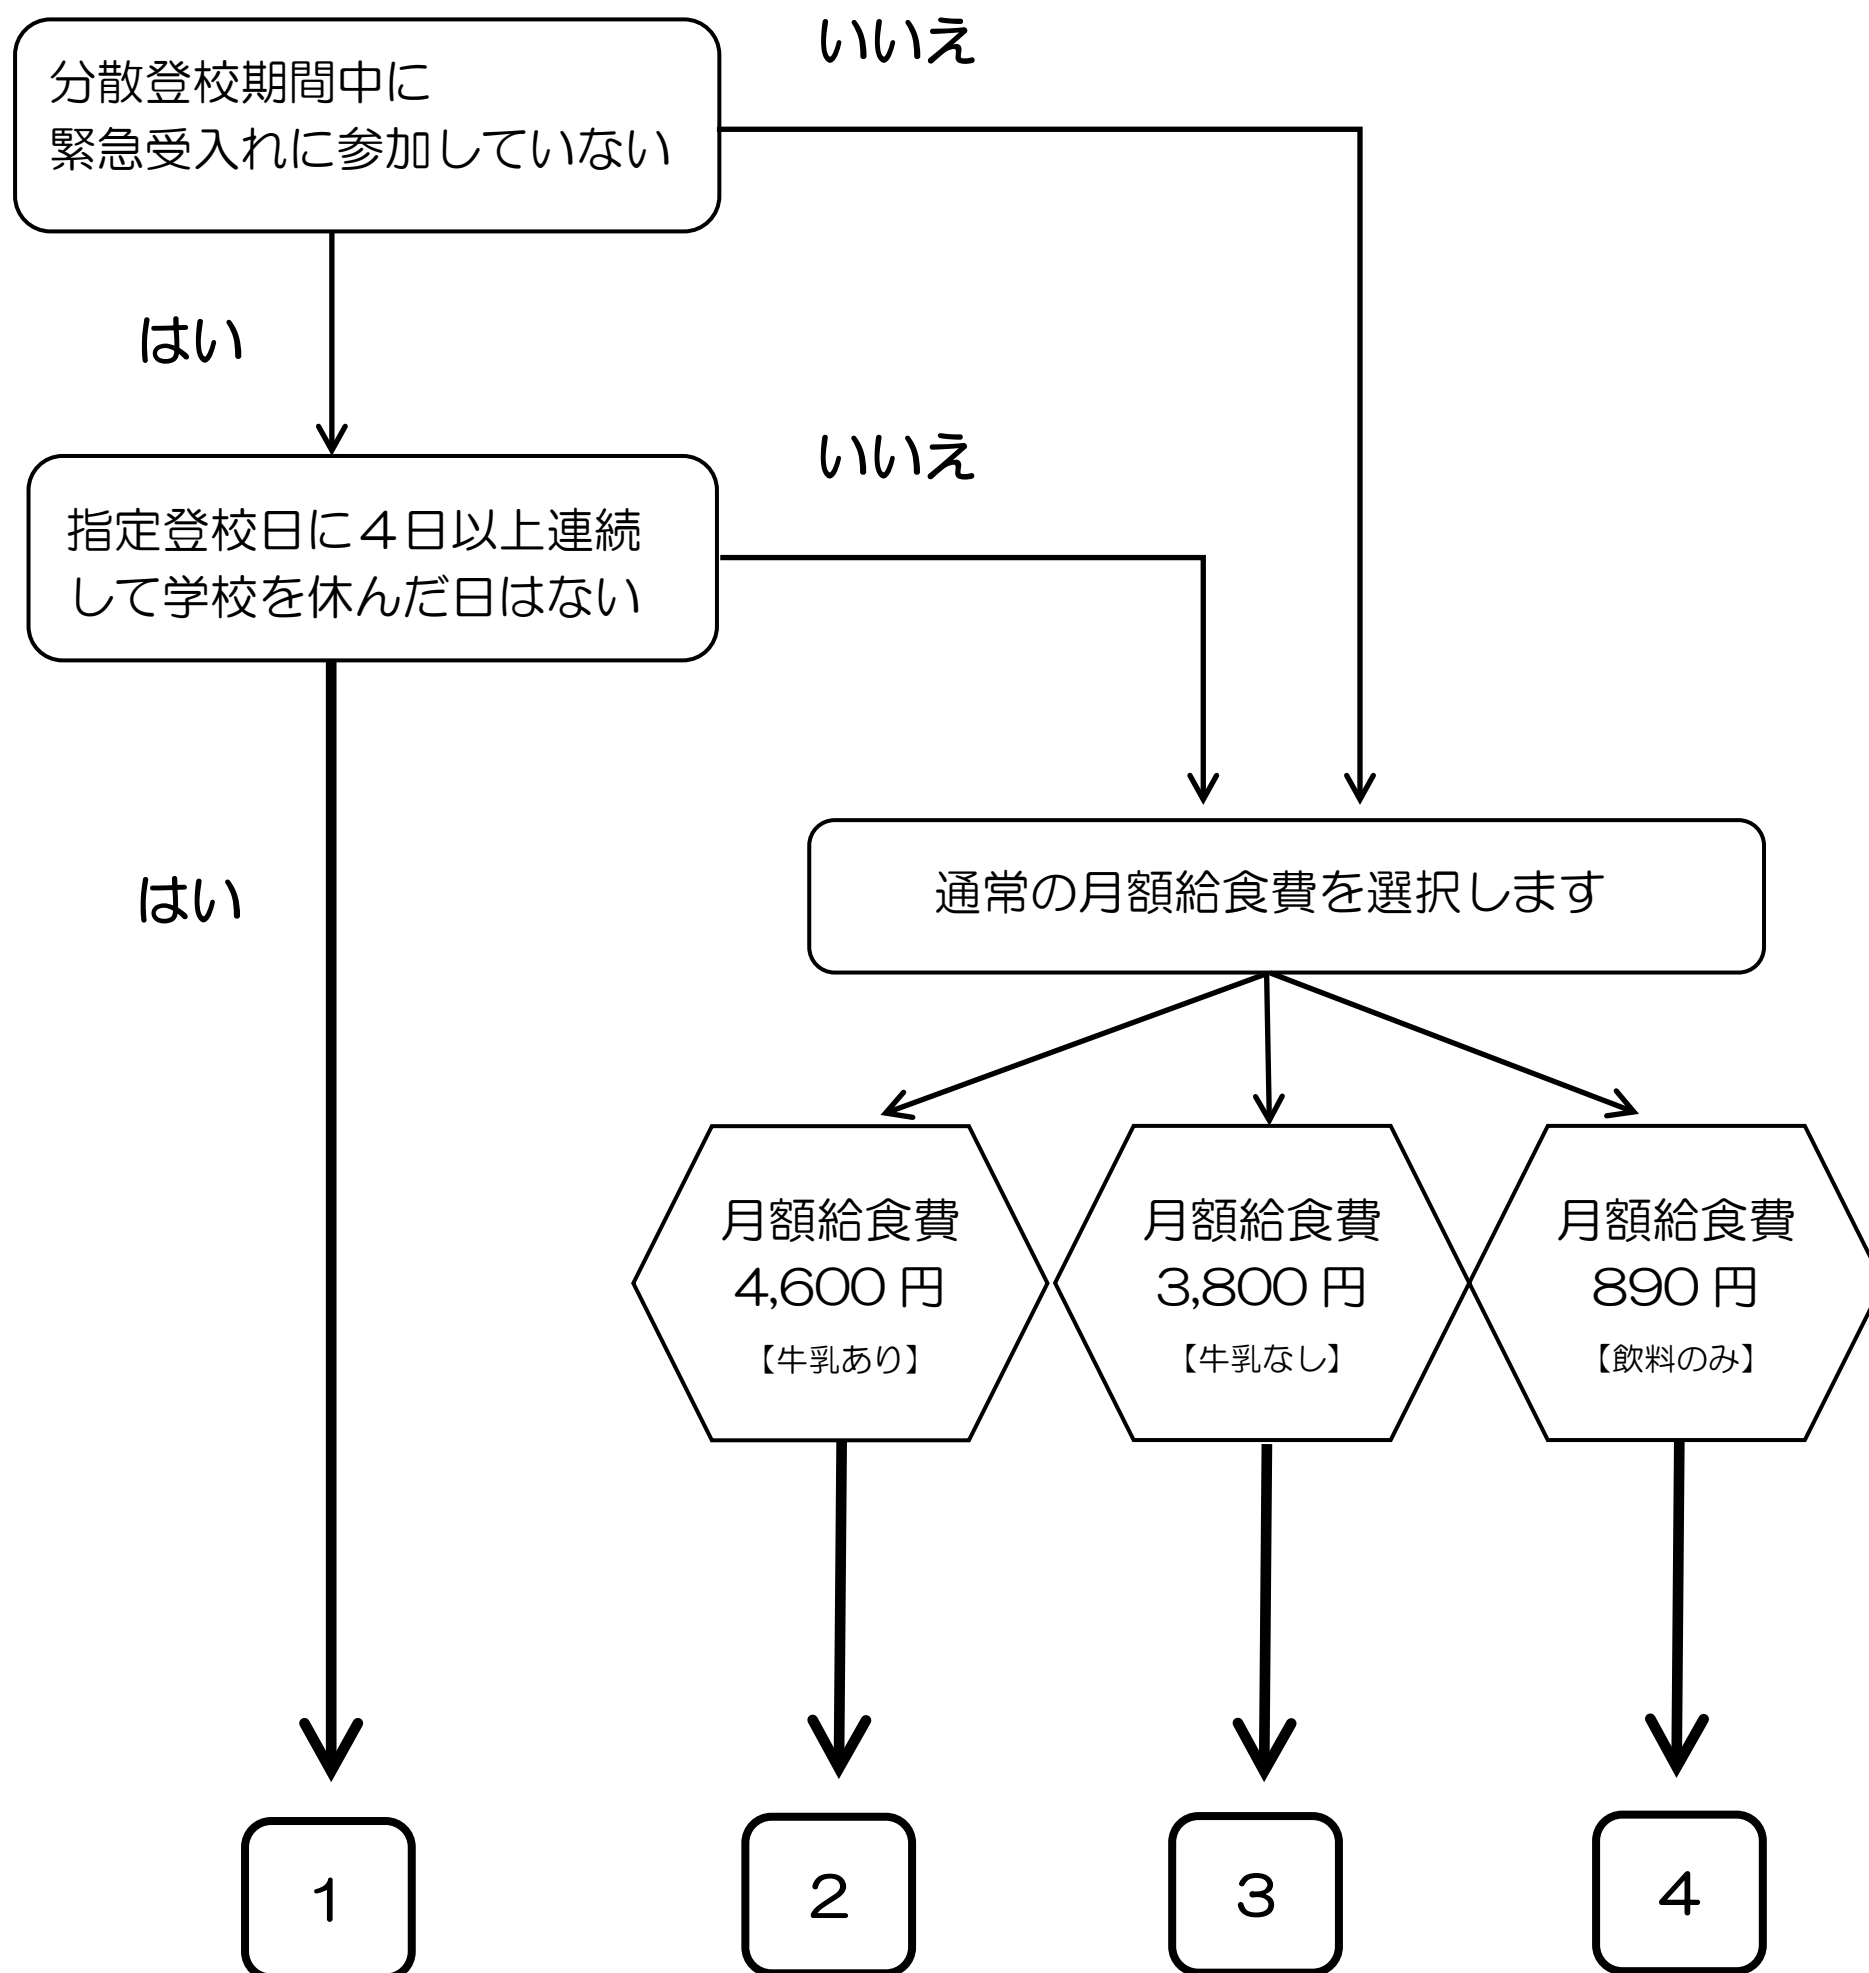 いいえ
分散登校期間中に
緊急受入れに参加していない
はい
いいえ
指定登校日に４日以上連続
して学校を休んだ日はない
はい
通常の月額給食費を選択します
月額給食費
4,600 円
【牛乳あり】
月額給食費
3,800 円
【牛乳なし】
月額給食費
890 円
【飲料のみ】
１
２
３
４